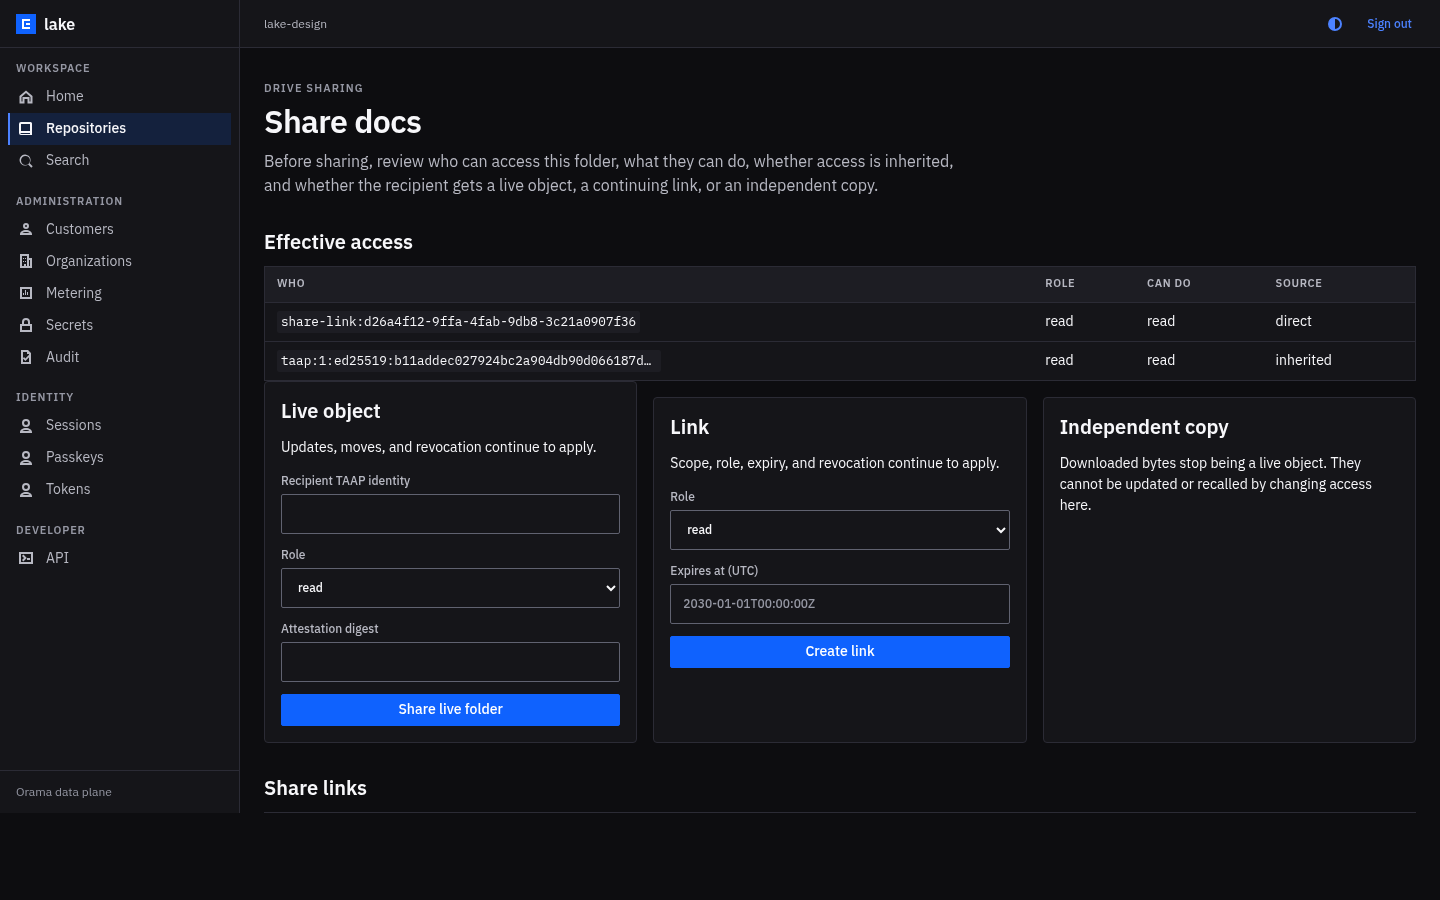 lake
lake-design
Sign out
WORKSPACE
Home
Repositories
Search
ADMINISTRATION
Customers
Organizations
Metering
Secrets
Audit
IDENTITY
Sessions
Passkeys
Tokens
DEVELOPER
API
Orama data plane
DRIVE SHARING
Share docs
Before sharing, review who can access this folder, what they can do, whether access is inherited,
and whether the recipient gets a live object, a continuing link, or an independent copy.
Effective access
WHO ROLE CAN DO SOURCE
share-link:d26a4f12-9ffa-4fab-9db8-3c21a0907f36 read read direct
taap:1:ed25519:b11addec027924bc2a904db90d066187d… read read inherited
Live object
Updates, moves, and revocation continue to apply.
Recipient TAAP identity
Role
read
Attestation digest
Share live folder
Link
Scope, role, expiry, and revocation continue to apply.
Role
read
Expires at (UTC)
2030-01-01T00:00:00Z
Create link
Independent copy
Downloaded bytes stop being a live object. They
cannot be updated or recalled by changing access
here.
Share links